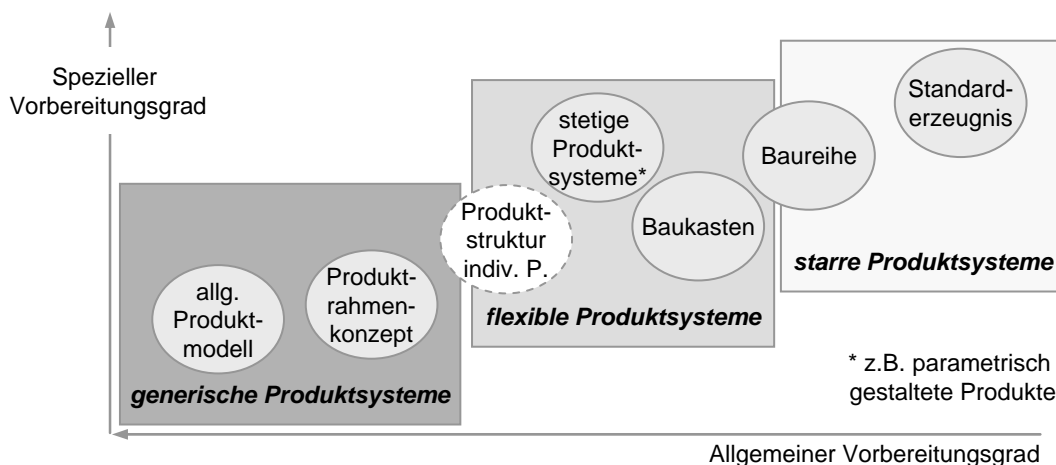 Spezieller
Vorbereitungsgrad
Standard-
erzeugnis
stetige
Produkt-
systeme*
Baureihe
Baukasten
Produkt-
struktur
indiv. P.
starre Produktsysteme
allg.
Produkt-
modell
Produkt-
rahmen-
konzept
flexible Produktsysteme
generische Produktsysteme
* z.B. parametrisch
gestaltete Produkte
Allgemeiner Vorbereitungsgrad